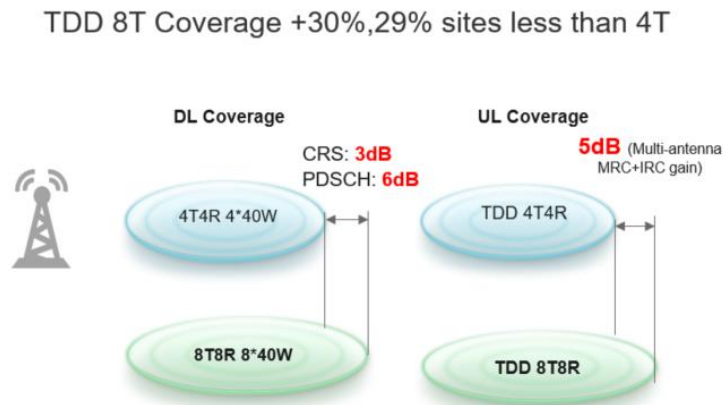 TDD 8T Coverage +30%,29% sites less than 4T
DL Coverage
CRS: 3dB
PDSCH: 6dB
4T4R 4*40W
8T8R 8*40W
UL Coverage
5dB (Multi-antenna
MRC+IRC gain)
TDD 4T4R
TDD 8T8R